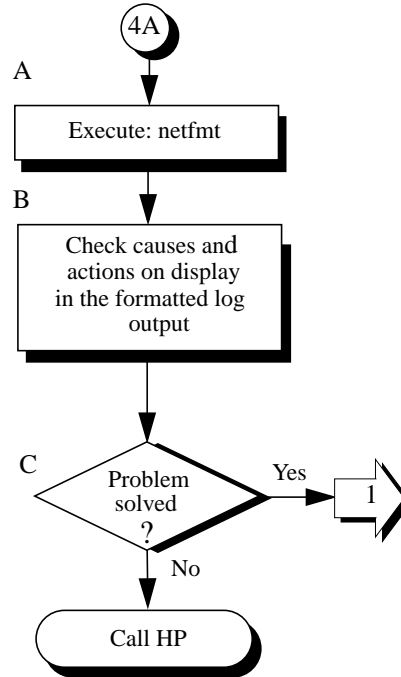 4A
A
Execute: netfmt
B
Check causes and
actions on display
in the formatted log
output
C
Problem
solved
?
Yes
1
No
Call HP